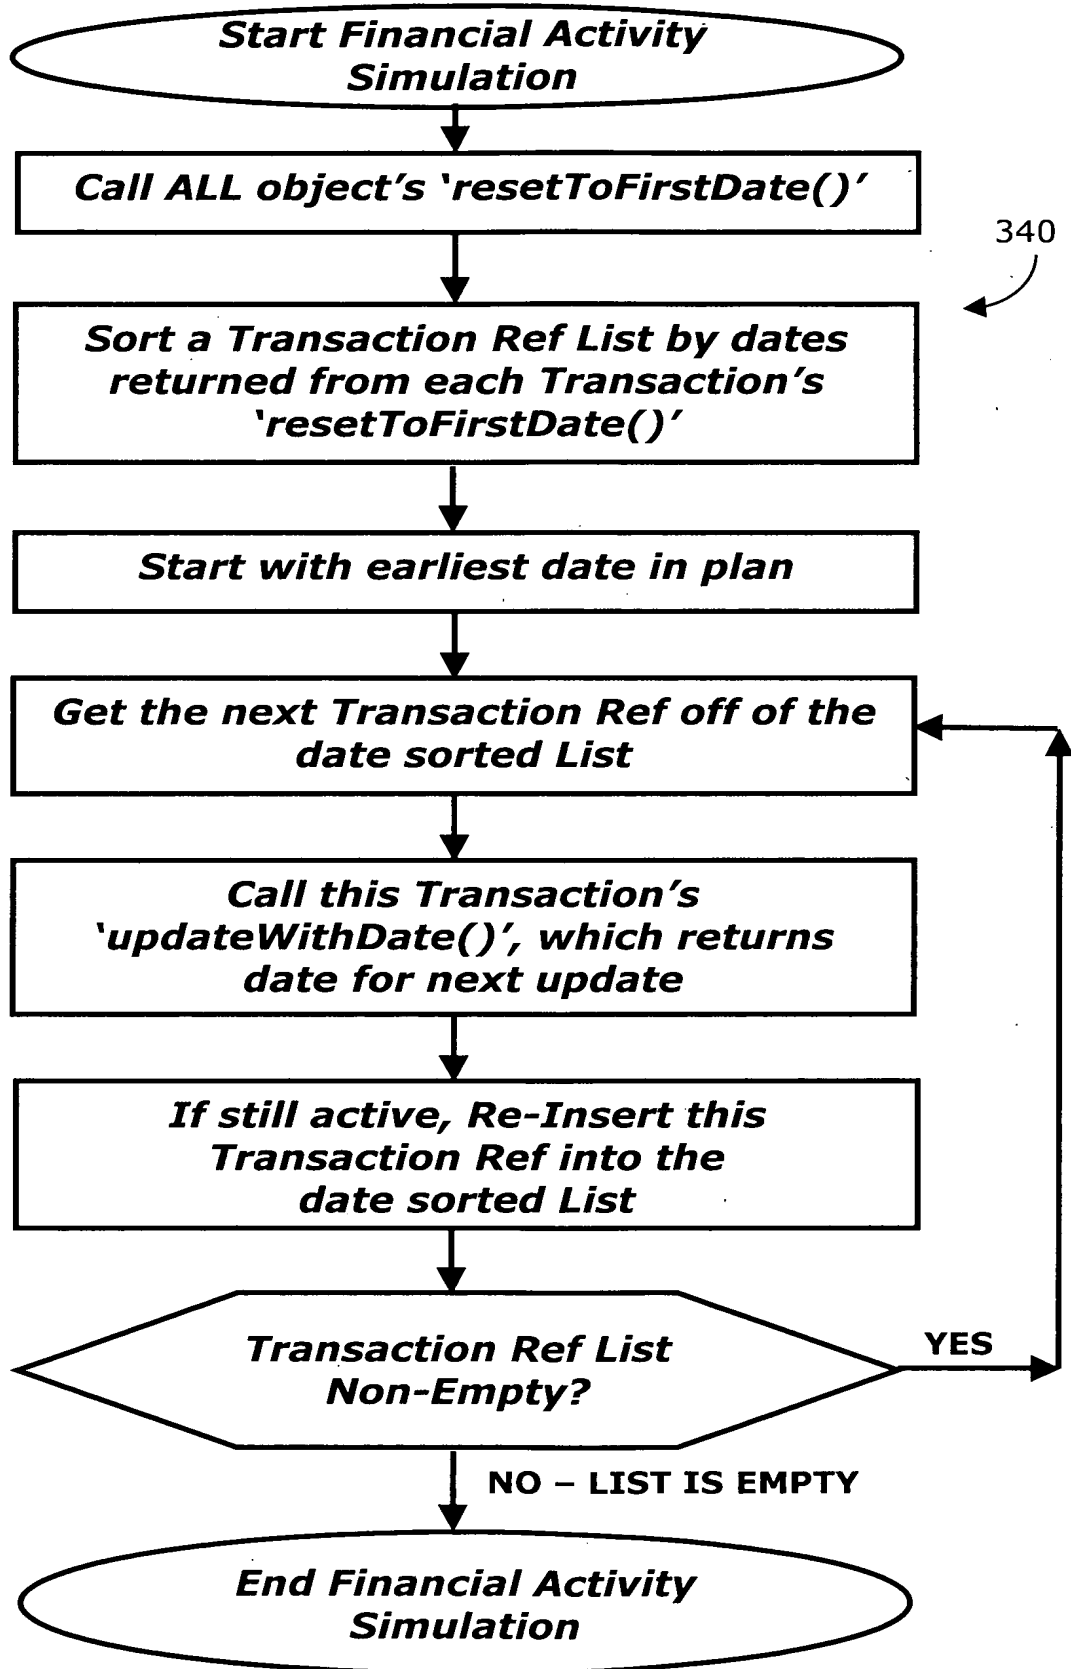 Start Financial Activity
Simulation
Call ALL object's ‘resetToFirstDate()’
340
Sort a Transaction Ref List by dates
returned from each Transaction's
‘resetToFirstDate()’
Start with earliest date in plan
Get the next Transaction Ref off of the
date sorted List
Call this Transaction's
‘updateWithDate()’, which returns
date for next update
If still active, Re-Insert this
Transaction Ref into the
date sorted List
Transaction Ref List
Non-Empty?
YES
NO – LIST IS EMPTY
End Financial Activity
Simulation